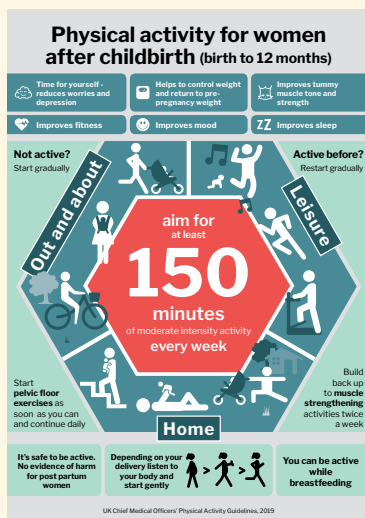 Physical activity for women
after childbirth (birth to 12 months)
Time for yourself -
reduces worries and
depression
Helps to control weight
and return to pre-
pregnancy weight
Improves tummy
muscle tone and
strength
Improves fitness
Improves mood
ZZ Improves sleep
Not active?
Start gradually
Active before?
Restart gradually
Out and about
Leisure
aim for
at least
150
minutes
of moderate intensity activity
every week
Start
pelvic floor
exercises as
soon as you can
and continue daily
Build
back up
to muscle
strengthening
activities twice
a week
Home
It's safe to be active.
No evidence of harm
for post partum
women
Depending on your
delivery listen to
your body and
start gently
> >
You can be active
while
breastfeeding
UK Chief Medical Officers' Physical Activity Guidelines, 2019